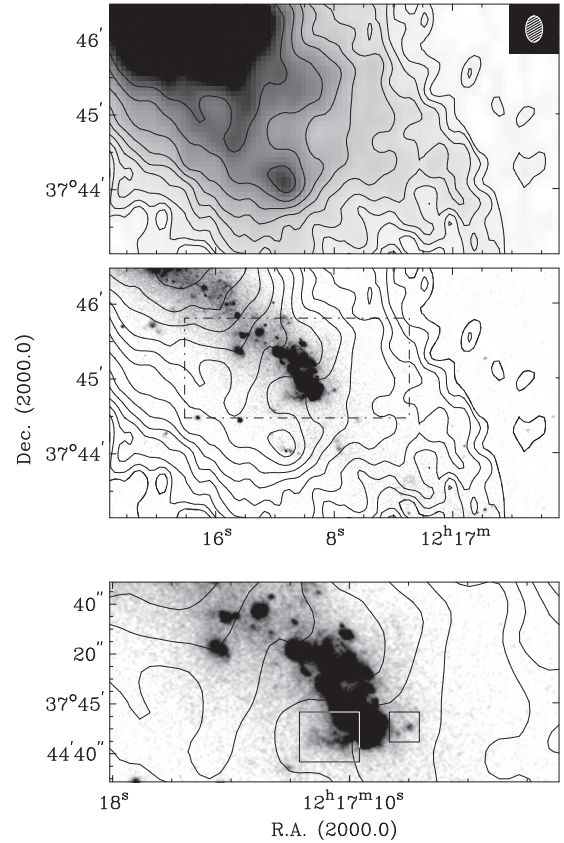 46′
45′
37°44′
46′
45′
37°44′
Dec. (2000.0)
16ˢ 8ˢ 12ʰ17ᵐ
40″
20″
37°45′
44′40″
18ˢ 12ʰ17ᵐ10ˢ
R.A. (2000.0)